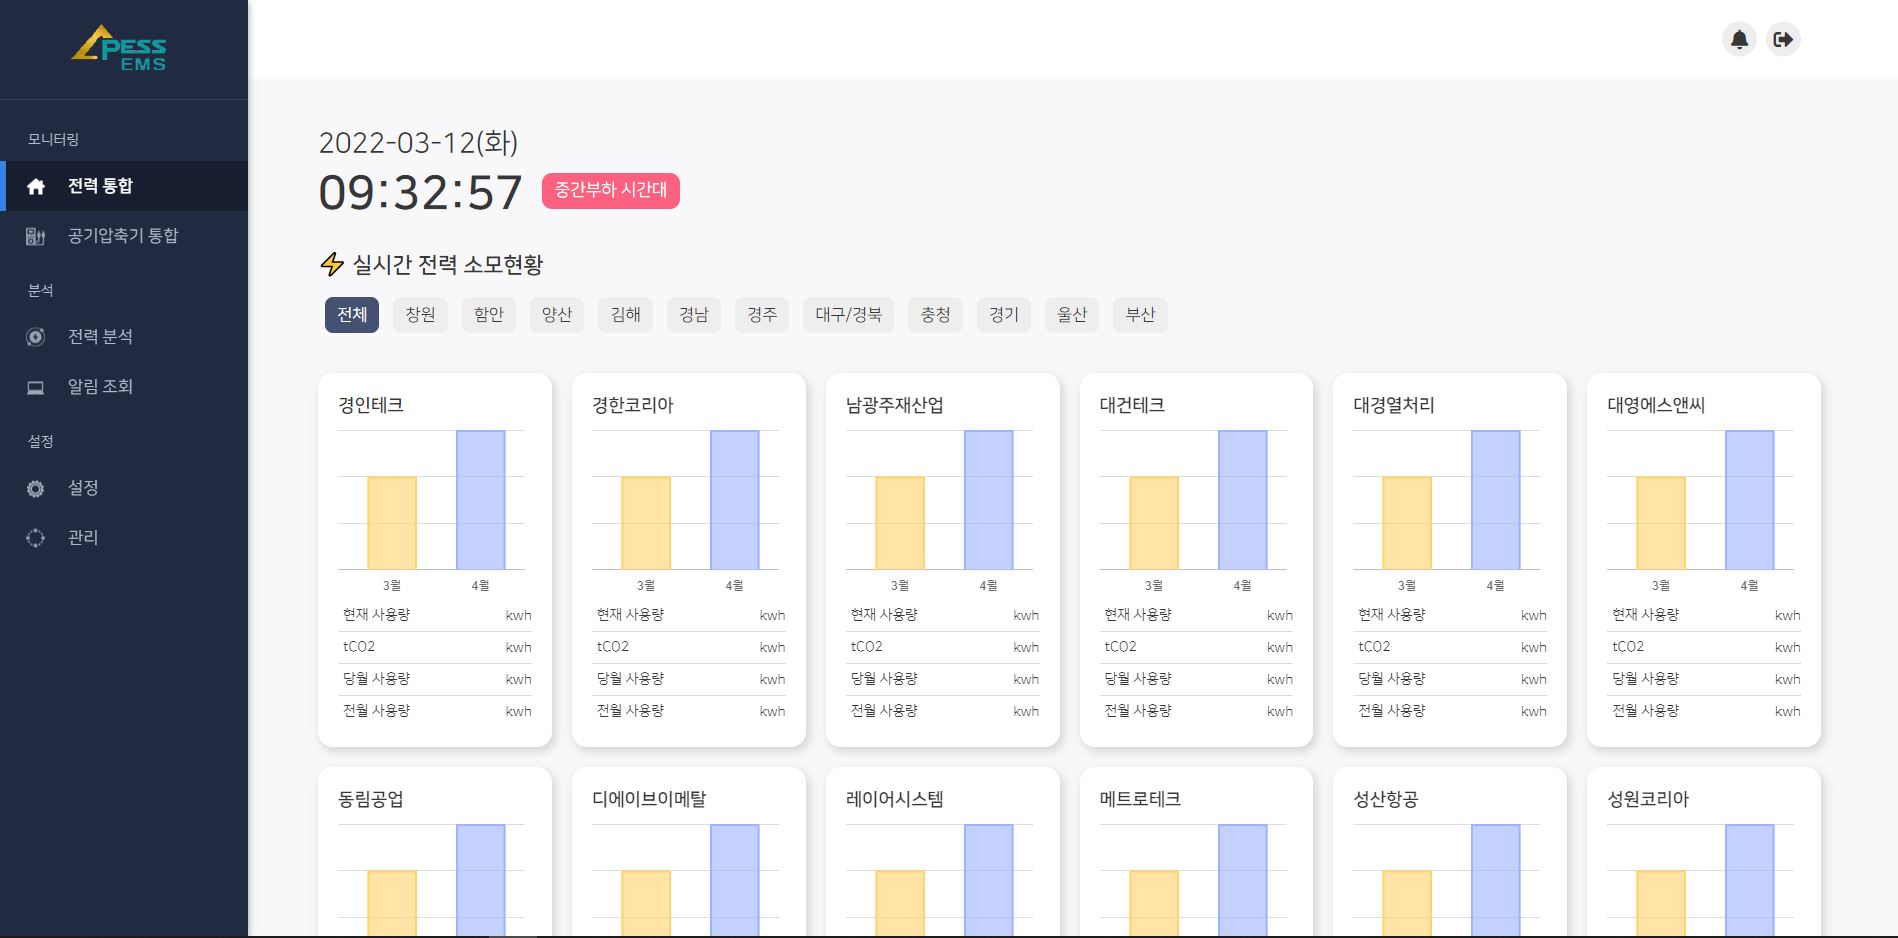 PESS
EMS
모니터링
전력 통합
공기압축기 통합
분석
전력 분석
알림 조회
설정
설정
관리
2022-03-12(화)
09:32:57 중간부하 시간대
실시간 전력 소모현황
전체 창원 함안 양산 김해 경남 경주 대구/경북 충청 경기 울산 부산
경인테크
3월 4월
현재 사용량 kwh
tCO2 kwh
당월 사용량 kwh
전월 사용량 kwh
경한코리아
3월 4월
현재 사용량 kwh
tCO2 kwh
당월 사용량 kwh
전월 사용량 kwh
남광주재산업
3월 4월
현재 사용량 kwh
tCO2 kwh
당월 사용량 kwh
전월 사용량 kwh
대건테크
3월 4월
현재 사용량 kwh
tCO2 kwh
당월 사용량 kwh
전월 사용량 kwh
대경열처리
3월 4월
현재 사용량 kwh
tCO2 kwh
당월 사용량 kwh
전월 사용량 kwh
대영에스앤씨
3월 4월
현재 사용량 kwh
tCO2 kwh
당월 사용량 kwh
전월 사용량 kwh
동림공업
디에이브이메탈
레이어시스템
메트로테크
성산항공
성원코리아